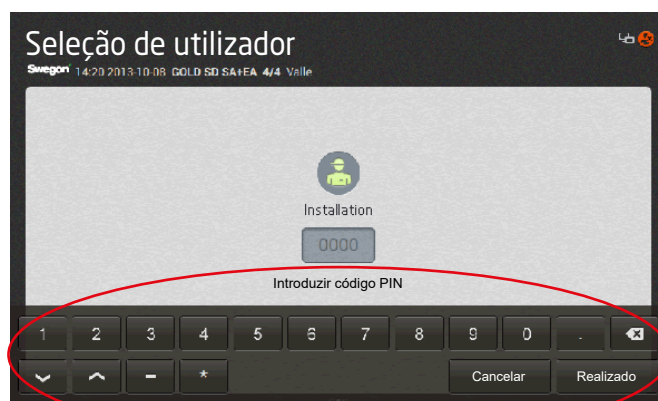 Seleção de utilizador
Swegon 14:20 2013-10-08 GOLD SD SA+EA 4/4 Valle
Installation
0000
Introduzir código PIN
1 2 3 4 5 6 7 8 9 0 .
- *
Cancelar Realizado